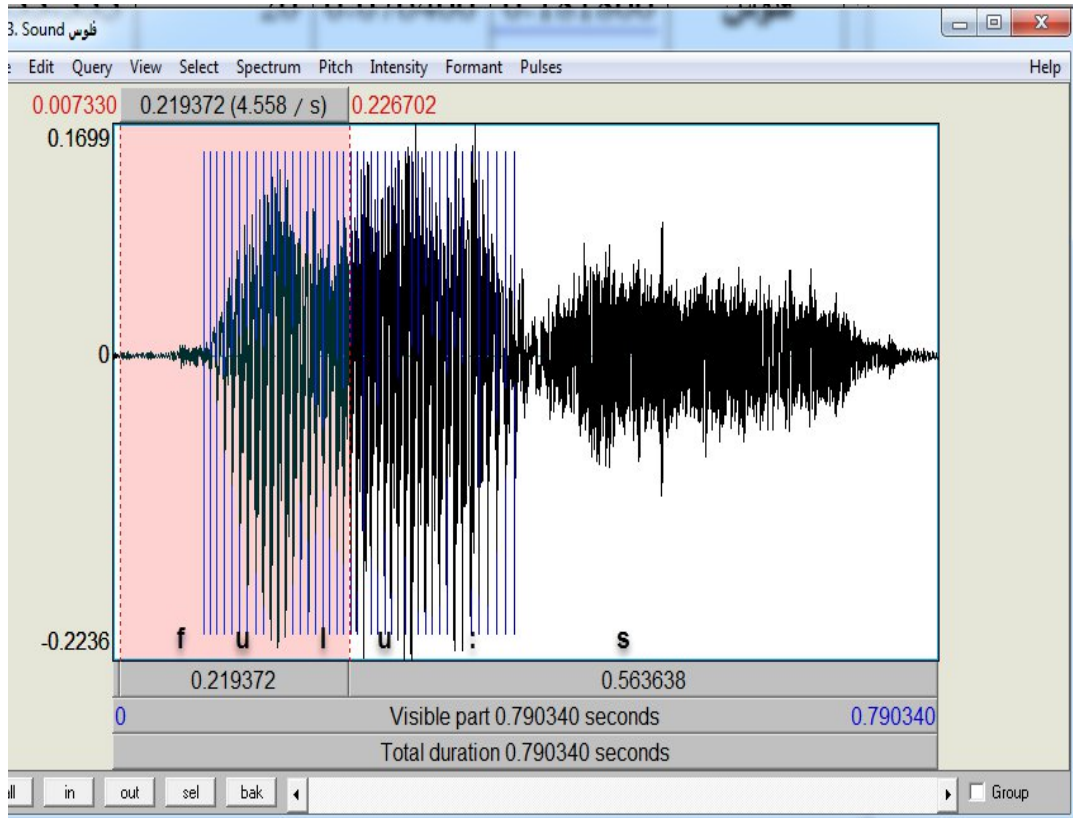 3. Sound فلوس
Edit Query View Select Spectrum Pitch Intensity Formant Pulses Help
0.007330 0.219372 (4.558 / s) 0.226702
0.1699
0
-0.2236
f u l u : s
0.219372 0.563638
0 Visible part 0.790340 seconds 0.790340
Total duration 0.790340 seconds
in out sel bak Group